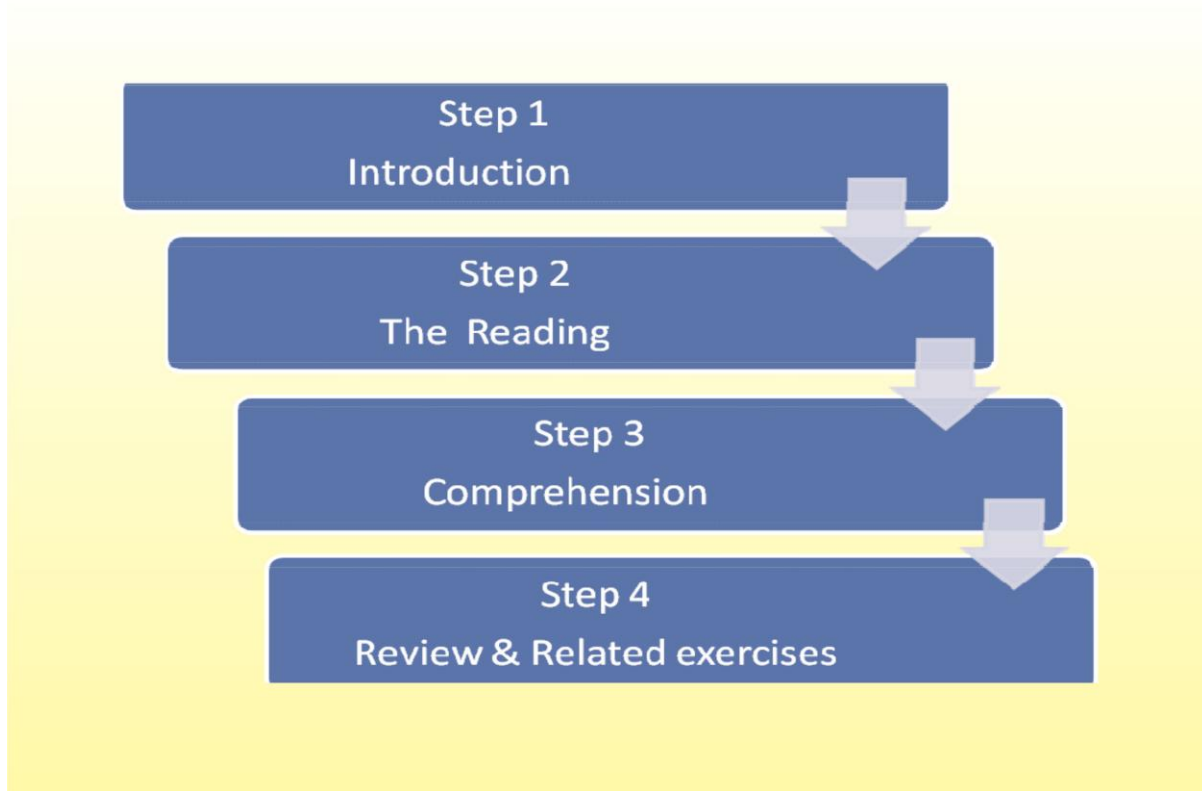 Step 1
Introduction
Step 2
The Reading
Step 3
Comprehension
Step 4
Review & Related exercises